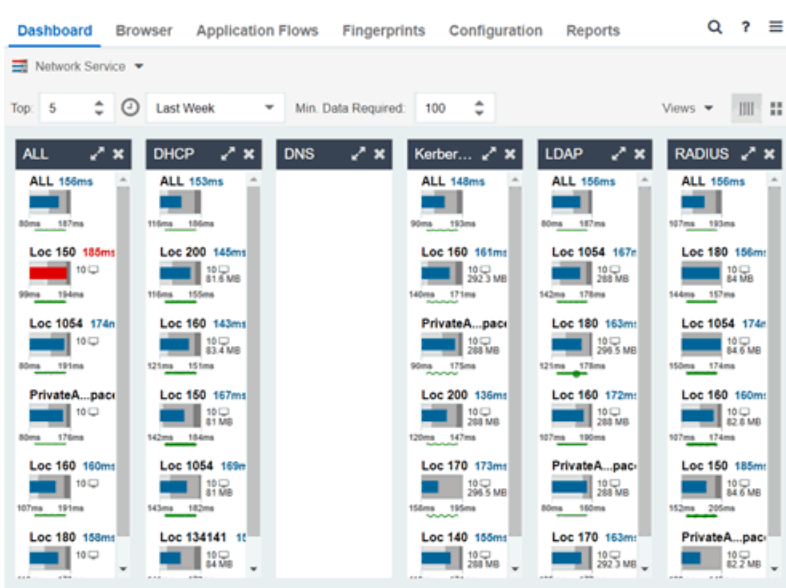 Dashboard Browser Application Flows Fingerprints Configuration Reports ?
Network Service
Top: 5 Last Week Min. Data Required: 100 Views
ALL
ALL 156ms
80ms 187ms
Loc 150 185ms
10
99ms 194ms
Loc 1054 174m
10
80ms 191ms
PrivateA...pace
10
80ms 176ms
Loc 160 160ms
10
107ms 191ms
Loc 180 158ms
10
DHCP
ALL 153ms
116ms 186ms
Loc 200 145ms
10
81.6 MB
116ms 155ms
Loc 160 143ms
10
83.4 MB
121ms 151ms
Loc 150 167ms
10
81 MB
142ms 184ms
Loc 1054 169m
10
81 MB
143ms 182ms
Loc 134141
10
84 MB
DNS
Kerber...
ALL 148ms
90ms 193ms
Loc 160 161ms
10
292.3 MB
140ms 171ms
PrivateA...pace
10
288 MB
90ms 175ms
Loc 200 136ms
10
288 MB
120ms 147ms
Loc 170 173ms
10
296.5 MB
156ms 195ms
Loc 140 155ms
10
288 MB
LDAP
ALL 156ms
80ms 187ms
Loc 1054 167m
10
288 MB
142ms 178ms
Loc 180 163ms
10
296.5 MB
121ms 178ms
Loc 160 172ms
10
288 MB
107ms 190ms
PrivateA...pac
10
288 MB
80ms 160ms
Loc 170 163ms
10
292.3 MB
RADIUS
ALL 156ms
107ms 193ms
Loc 180 156ms
10
84 MB
144ms 157ms
Loc 1054 174m
10
84.6 MB
150ms 174ms
Loc 160 160ms
10
82.8 MB
107ms 174ms
Loc 150 185ms
10
84.6 MB
152ms 205ms
PrivateA...pac
10
82.2 MB